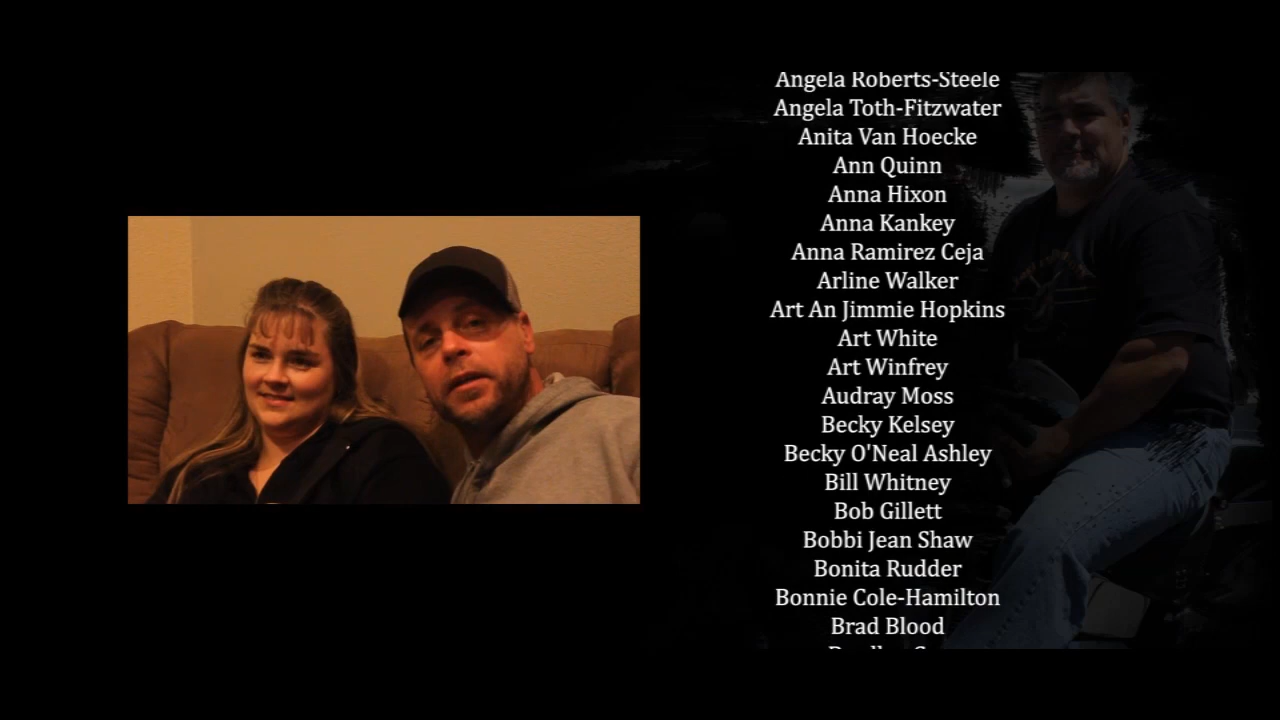 Angela Roberts-Steele
Angela Toth-Fitzwater
Anita Van Hoecke
Ann Quinn
Anna Hixon
Anna Kankey
Anna Ramirez Ceja
Arline Walker
Art An Jimmie Hopkins
Art White
Art Winfrey
Audray Moss
Becky Kelsey
Becky O'Neal Ashley
Bill Whitney
Bob Gillett
Bobbi Jean Shaw
Bonita Rudder
Bonnie Cole-Hamilton
Brad Blood